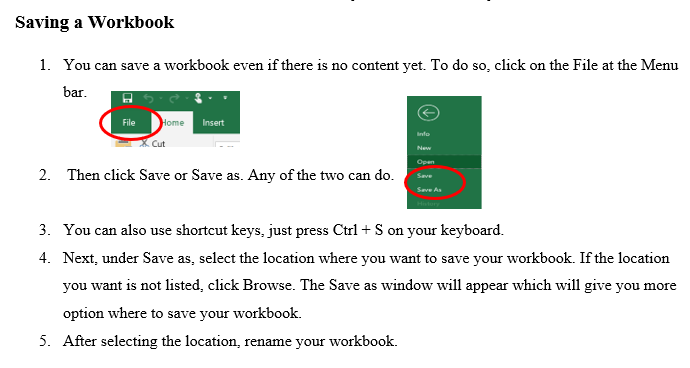 Saving a Workbook
1. You can save a workbook even if there is no content yet. To do so, click on the File at the Menu
bar.
File Home Insert
Cut
Info
New
Open
Save
Save As
2. Then click Save or Save as. Any of the two can do.
3. You can also use shortcut keys, just press Ctrl + S on your keyboard.
4. Next, under Save as, select the location where you want to save your workbook. If the location
you want is not listed, click Browse. The Save as window will appear which will give you more
option where to save your workbook.
5. After selecting the location, rename your workbook.